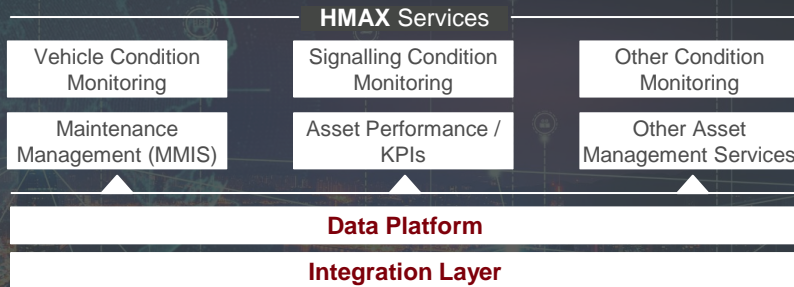 HMAX Services
Vehicle Condition
Monitoring
Signalling Condition
Monitoring
Other Condition
Monitoring
Maintenance
Management (MMIS)
Asset Performance /
KPIs
Other Asset
Management Services
Data Platform
Integration Layer